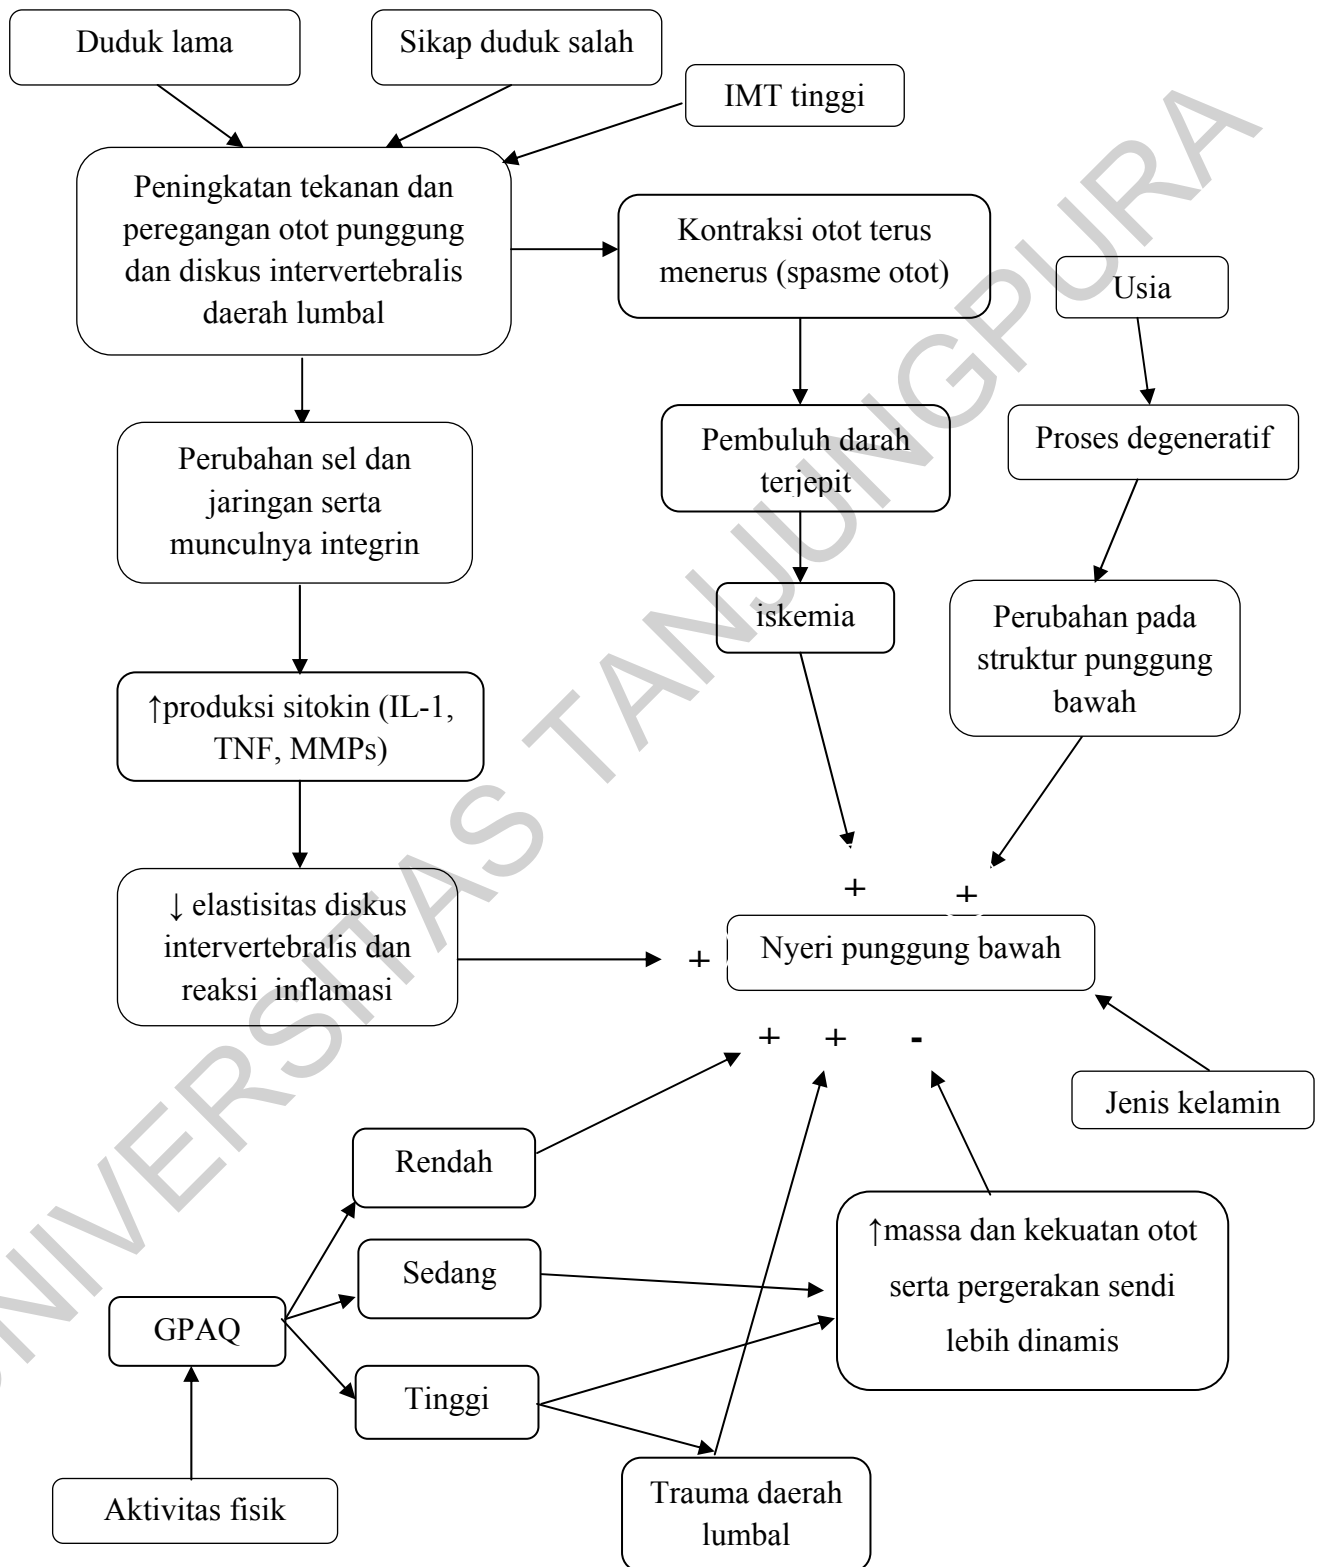 Duduk lama
Sikap duduk salah
IMT tinggi
Peningkatan tekanan dan
peregangan otot punggung
dan diskus intervertebralis
daerah lumbal
Kontraksi otot terus
menerus (spasme otot)
Usia
Pembuluh darah
terjepit
Proses degeneratif
Perubahan sel dan
jaringan serta
munculnya integrin
iskemia
Perubahan pada
struktur punggung
bawah
↑produksi sitokin (IL-1,
TNF, MMPs)
↓ elastisitas diskus
intervertebralis dan
reaksi inflamasi
+
+
+
Nyeri punggung bawah
+
+
-
Jenis kelamin
Rendah
Sedang
Tinggi
GPAQ
Aktivitas fisik
↑massa dan kekuatan otot
serta pergerakan sendi
lebih dinamis
Trauma daerah
lumbal
UNIVERSITAS TANJUNGPURA